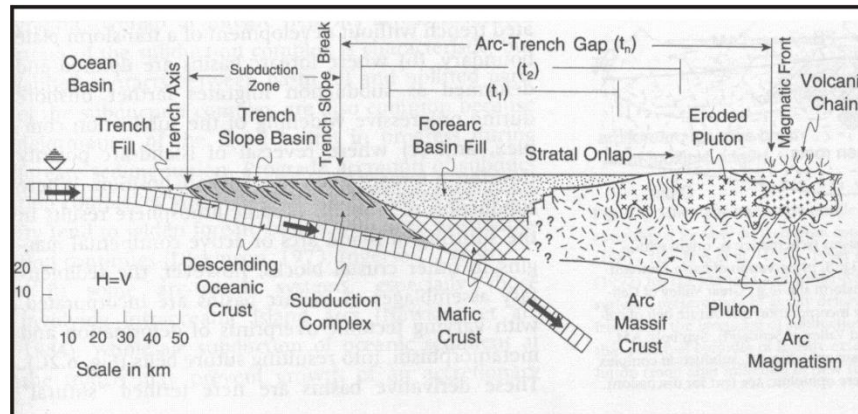 Arc-Trench Gap (tn)
(t2)
(t1)
Ocean
Basin
Trench Axis
Subduction
Zone
Trench Slope Break
Magmatic Front
Volcanic
Chain
Trench
Fill
Trench
Slope Basin
Forearc
Basin Fill
Stratal Onlap
Eroded
Pluton
? ?
? ?
?
Descending
Oceanic
Crust
Subduction
Complex
Mafic
Crust
Arc
Massif
Crust
Pluton
Arc
Magmatism
20
10
H=V
10 20 30 40 50
Scale in km